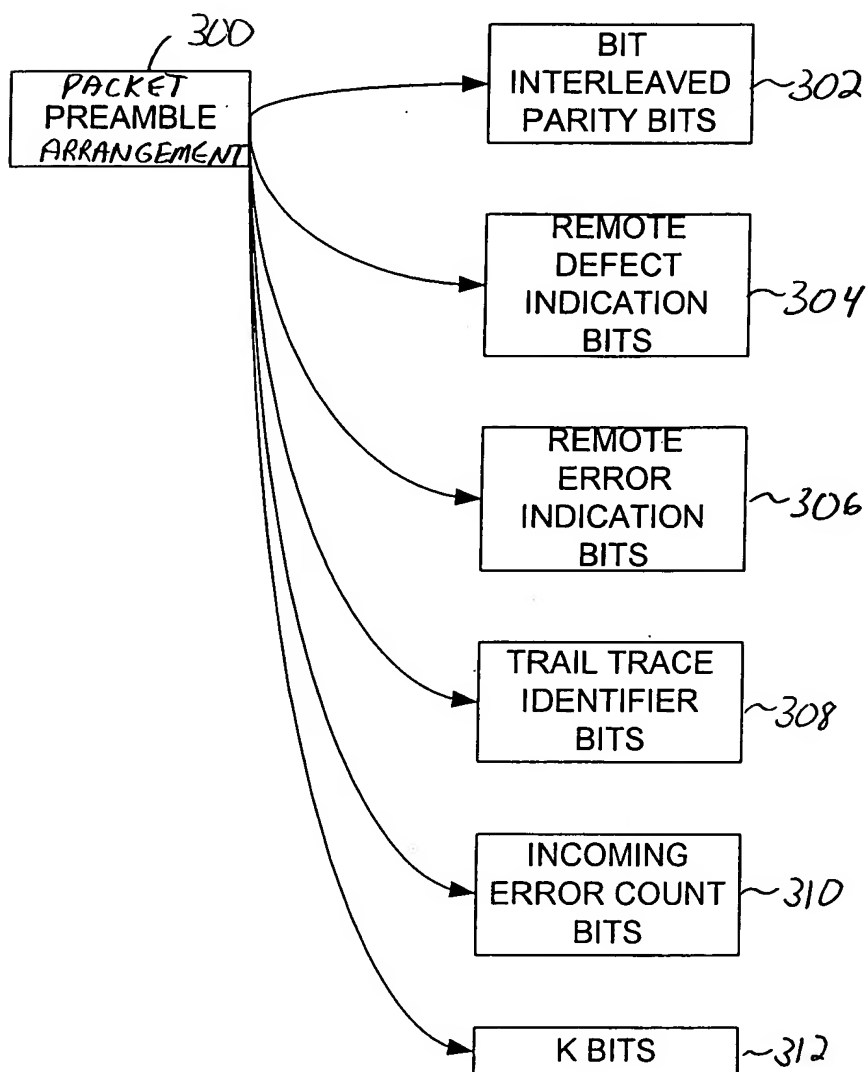 300
PACKET
PREAMBLE
ARRANGEMENT
BIT
INTERLEAVED
PARITY BITS
302
REMOTE
DEFECT
INDICATION
BITS
304
REMOTE
ERROR
INDICATION
BITS
306
TRAIL TRACE
IDENTIFIER
BITS
308
INCOMING
ERROR COUNT
BITS
310
K BITS
312